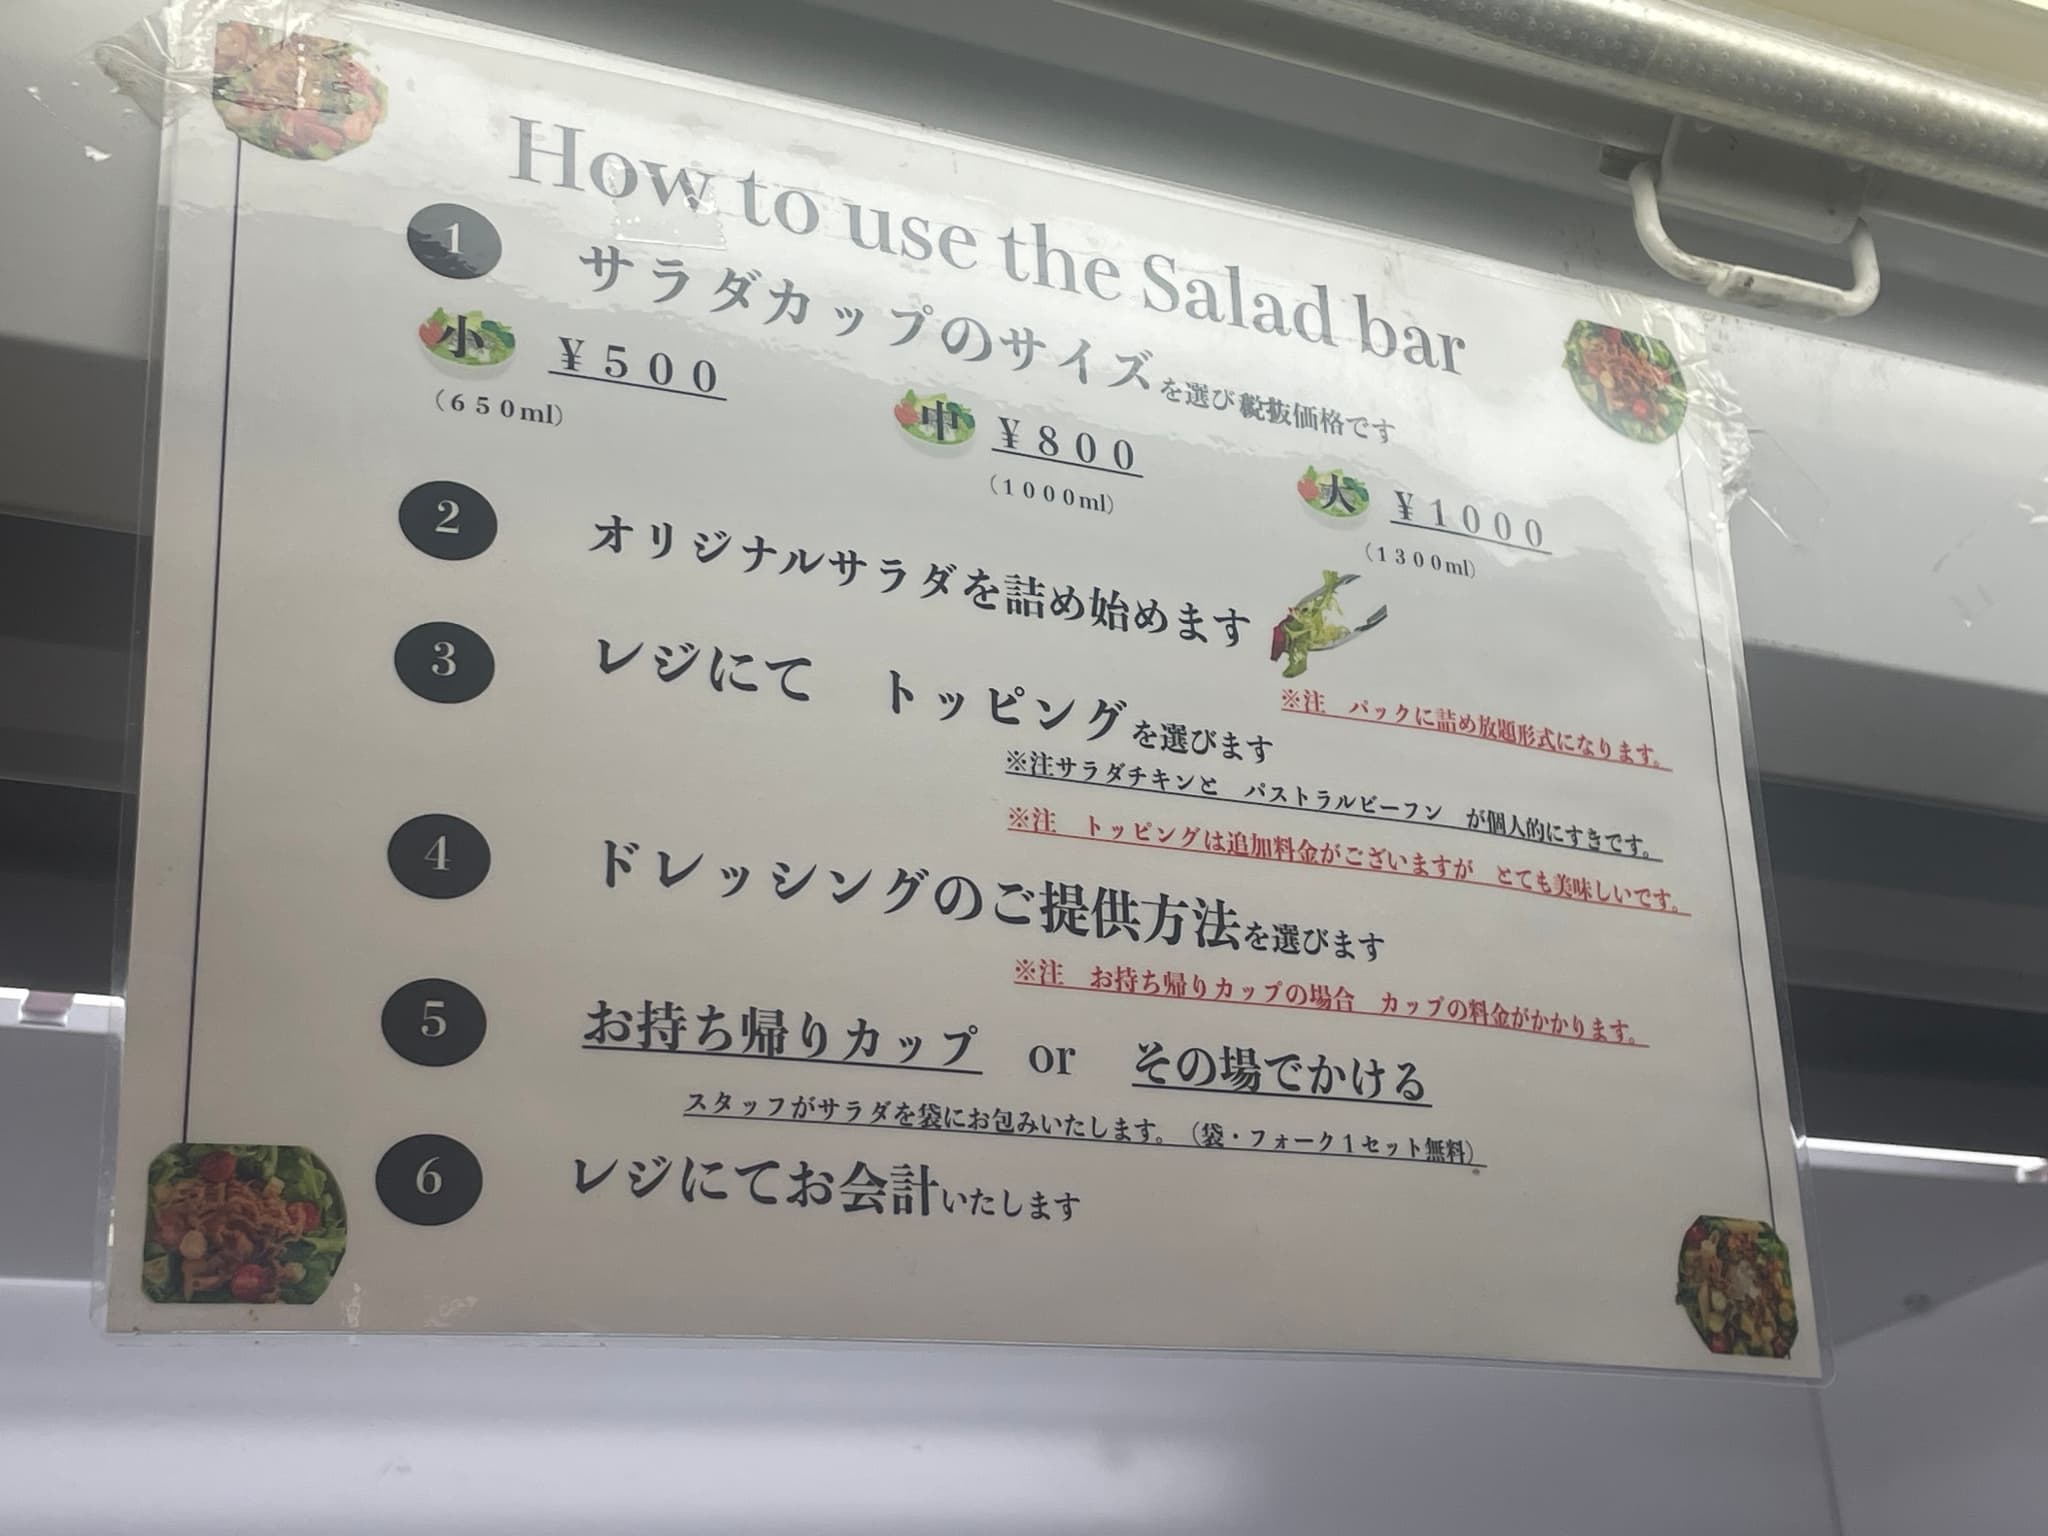 How to use the Salad bar
1 サラダカップのサイズを選び税抜価格です
小 ¥500 中 ¥800 大 ¥1000
(650ml) (1000ml) (1300ml)
2 オリジナルサラダを詰め始めます
※注 パックに詰め放題形式になります。
3 レジにて トッピングを選びます
※注サラダチキンと パストラルビーフン が個人的にすきです。
※注 トッピングは追加料金がございますが とても美味しいです。
4 ドレッシングのご提供方法を選びます
※注 お持ち帰りカップの場合 カップの料金がかかります。
5 お持ち帰りカップ or その場でかける
スタッフがサラダを袋にお包みいたします。(袋・フォーク1セット無料)
6 レジにてお会計いたします